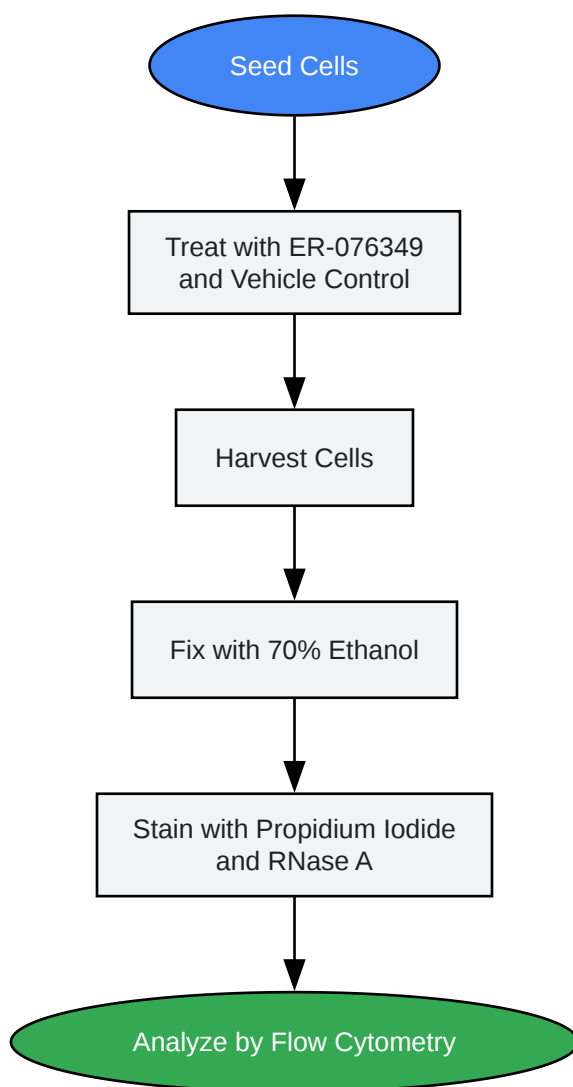 Seed Cells
Treat with ER-076349
and Vehicle Control
Harvest Cells
Fix with 70% Ethanol
Stain with Propidium Iodide
and RNase A
Analyze by Flow Cytometry